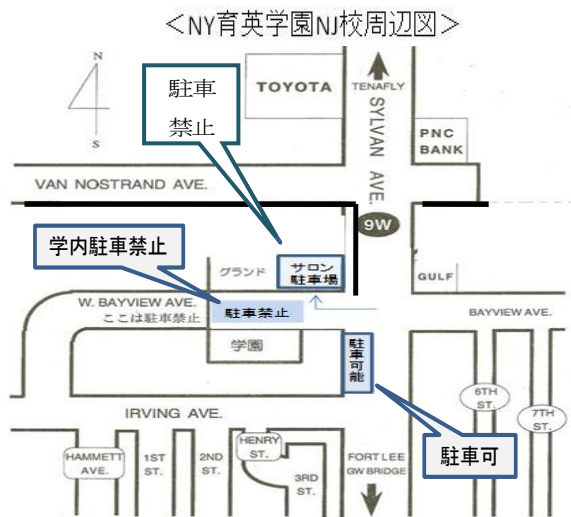 <NY育英学園NJ校周辺図>
N
S
駐車
禁止
TOYOTA
TENAFLY
SYLVAN AVE.
PNC
BANK
VAN NOSTRAND AVE.
9W
学内駐車禁止
グランド
サロン
駐車場
GULF
W. BAYVIEW AVE.
ここは駐車禁止
駐車禁止
BAYVIEW AVE.
学園
駐車可能
IRVING AVE.
6TH
ST.
7TH
ST.
駐車可
HAMMETT
AVE.
1ST
ST.
2ND
ST.
HENRY
ST.
3RD
ST.
FORT LEE
GW BRIDGE